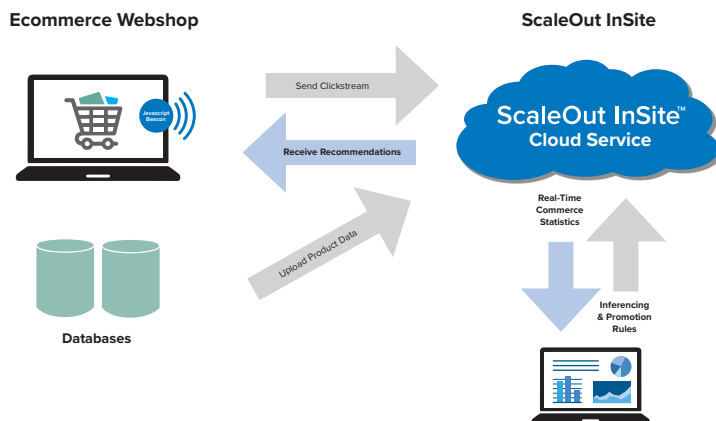 Ecommerce Webshop
ScaleOut InSite
Send Clickstream
Javascript
Beacon
ScaleOut InSite™
Cloud Service
Receive Recommendations
Real-Time
Commerce
Statistics
Upload Product Data
Inferencing
& Promotion
Rules
Databases